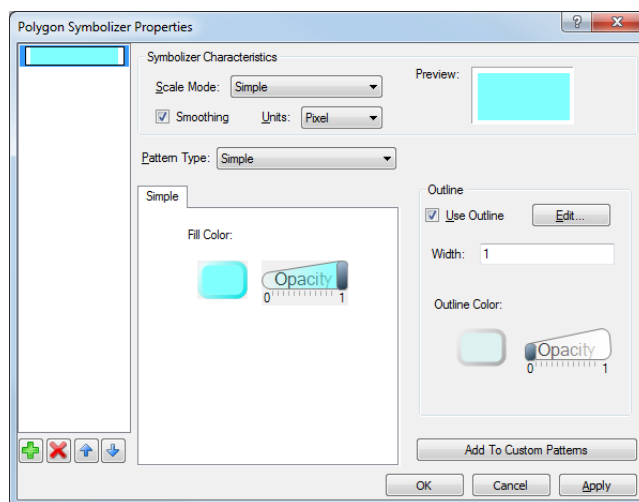 Polygon Symbolizer Properties
?
X
Symbolizer Characteristics
Scale Mode: Simple
Preview:
Smoothing Units: Pixel
Pattern Type: Simple
Simple
Outline
Use Outline Edit...
Fill Color:
Width: 1
Opacity
0 1
Outline Color:
Opacity
0 1
Add To Custom Patterns
OK Cancel Apply